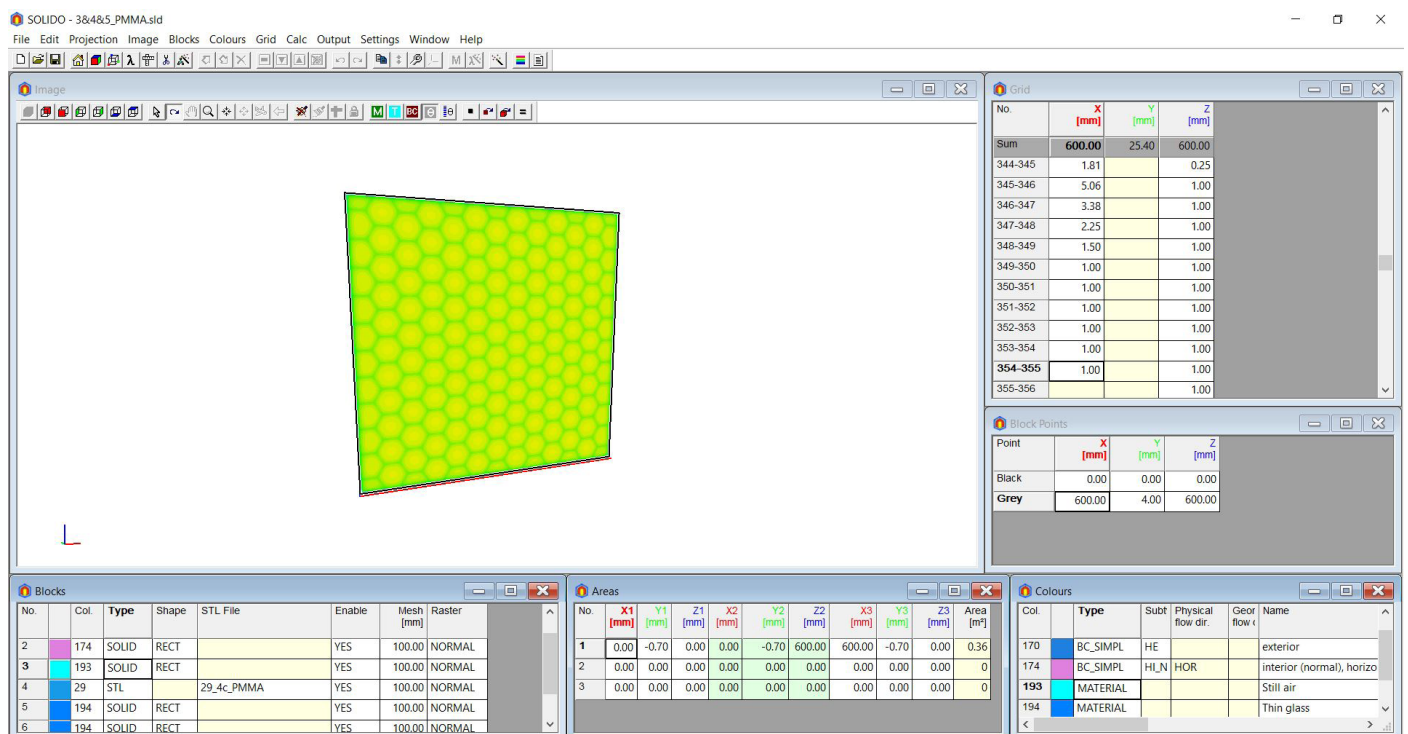 SOLIDO - 3&4&5_PMMA.sld
File Edit Projection Image Blocks Colours Grid Calc Output Settings Window Help
Image
M T BC
Grid
No. X [mm] Y [mm] Z [mm]
Sum 600.00 25.40 600.00
344-345 1.81 0.25
345-346 5.06 1.00
346-347 3.38 1.00
347-348 2.25 1.00
348-349 1.50 1.00
349-350 1.00 1.00
350-351 1.00 1.00
351-352 1.00 1.00
352-353 1.00 1.00
353-354 1.00 1.00
354-355 1.00 1.00
355-356 1.00
Block Points
Point X [mm] Y [mm] Z [mm]
Black 0.00 0.00 0.00
Grey 600.00 4.00 600.00
Blocks
No. Col. Type Shape STL File Enable Mesh [mm] Raster
2 174 SOLID RECT YES 100.00 NORMAL
3 193 SOLID RECT YES 100.00 NORMAL
4 29 STL 29_4c_PMMA YES 100.00 NORMAL
5 194 SOLID RECT YES 100.00 NORMAL
6 194 SOLID RECT YES 100.00 NORMAL
Areas
No. X1 [mm] Y1 [mm] Z1 [mm] X2 [mm] Y2 [mm] Z2 [mm] X3 [mm] Y3 [mm] Z3 [mm] Area [m²]
1 0.00 -0.70 0.00 0.00 -0.70 600.00 600.00 -0.70 0.00 0.36
2 0.00 0.00 0.00 0.00 0.00 0.00 0.00 0.00 0.00 0
3 0.00 0.00 0.00 0.00 0.00 0.00 0.00 0.00 0.00 0
Colours
Col. Type Subt Physical flow dir. Geor flow ( Name
170 BC_SIMPL HE exterior
174 BC_SIMPL HI_N HOR interior (normal), horizo
193 MATERIAL Still air
194 MATERIAL Thin glass